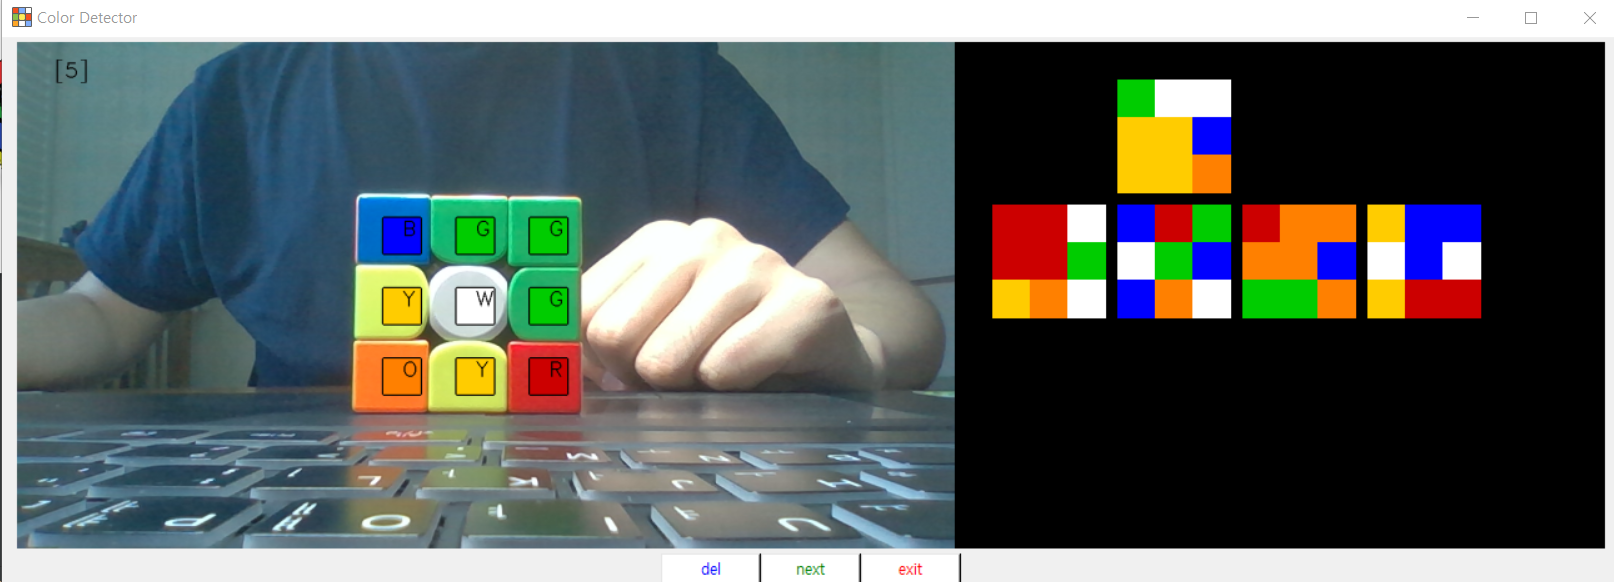 Color Detector
[5]
B G G
Y W G
O Y R
del next exit